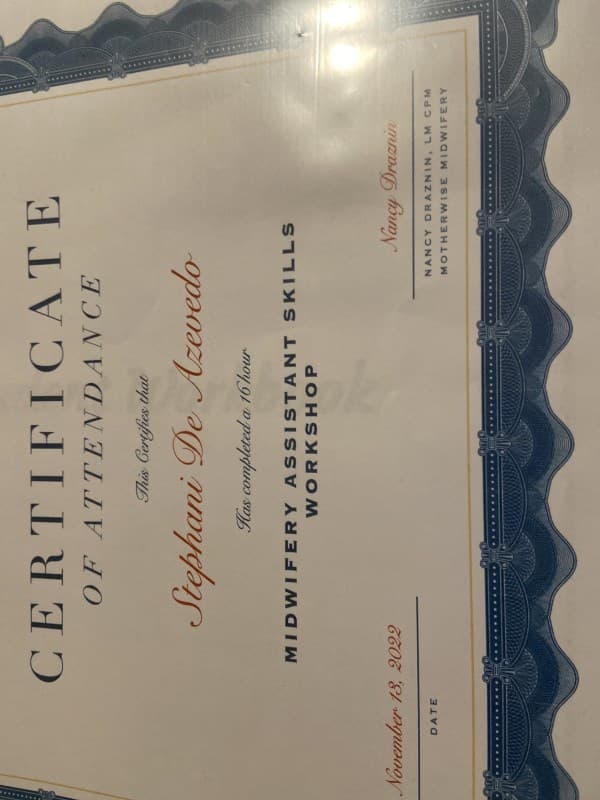 CERTIFICATE
OF ATTENDANCE
This Certifies that
Stephani De Azevedo
Has completed a 16 hour
MIDWIFERY ASSISTANT SKILLS
WORKSHOP
November 13, 2022
DATE
Nancy Draznin
NANCY DRAZNIN, LM CPM
MOTHERWISE MIDWIFERY